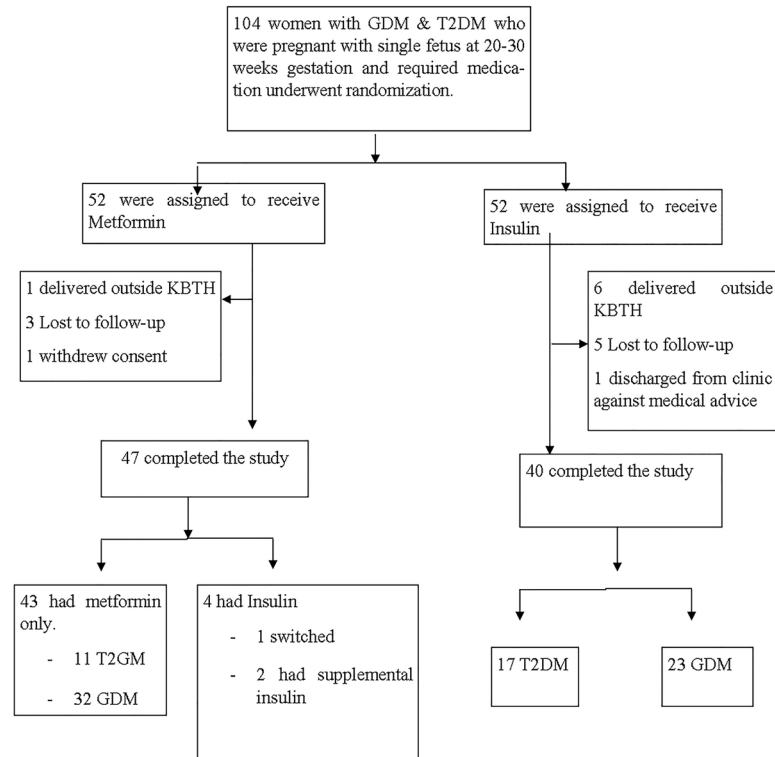 104 women with GDM & T2DM who
were pregnant with single fetus at 20-30
weeks gestation and required medica-
tion underwent randomization.
52 were assigned to receive
Metformin
52 were assigned to receive
Insulin
1 delivered outside KBTH
3 Lost to follow-up
1 withdrew consent
6 delivered outside
KBTH
5 Lost to follow-up
1 discharged from clinic
against medical advice
47 completed the study
40 completed the study
43 had metformin
only.
- 11 T2GM
- 32 GDM
4 had Insulin
- 1 switched
- 2 had supplemental
insulin
17 T2DM
23 GDM